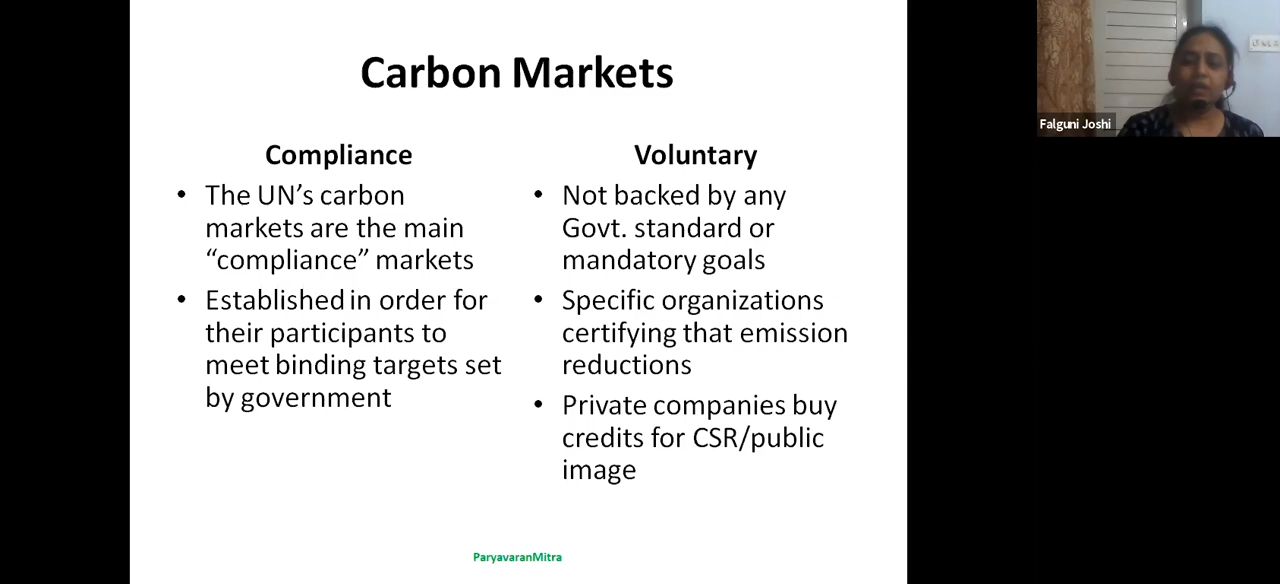 Carbon Markets
Compliance
• The UN’s carbon
markets are the main
“compliance” markets
• Established in order for
their participants to
meet binding targets set
by government
Voluntary
• Not backed by any
Govt. standard or
mandatory goals
• Specific organizations
certifying that emission
reductions
• Private companies buy
credits for CSR/public
image
ParyavaranMitra
Falguni Joshi